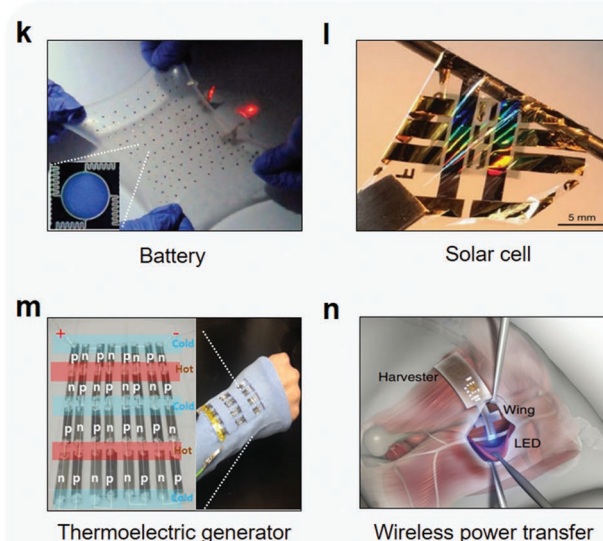 k
Battery
l
5 mm
Solar cell
m
+ -
Cold
p n p n p n p n
Hot
n p n p n p n p
Cold
p n p n p n p n
Hot
n p n p n p n p
Cold
Thermoelectric generator
n
Harvester
Wing
LED
Wireless power transfer